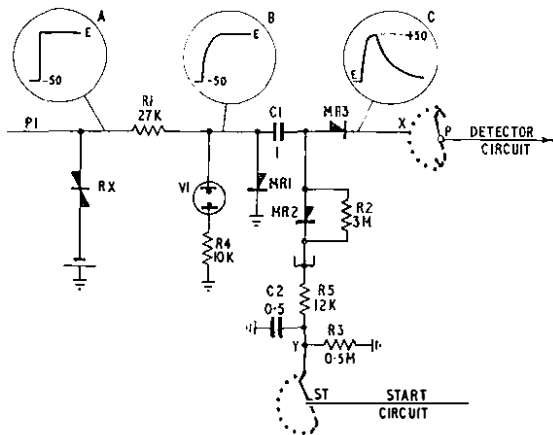 A
B
C
E
-50
E
-50
+50
E
P1
R1
27K
C1
1
MR3
X
P
DETECTOR
CIRCUIT
RX
V1
MR1
MR2
R2
3M
R4
10K
C2
0.5
R5
12K
Y
R3
0.5M
ST
START
CIRCUIT